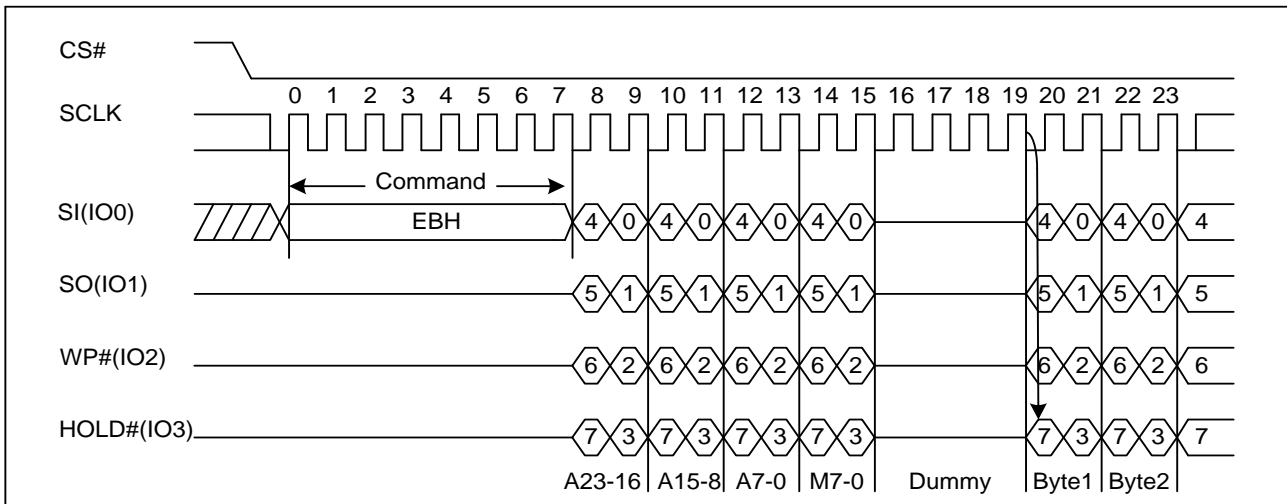 CS#
0 1 2 3 4 5 6 7 8 9 10 11 12 13 14 15 16 17 18 19 20 21 22 23
SCLK
Command
SI(IO0) EBH 4 0 4 0 4 0 4 0 4 0 4 0 4
SO(IO1) 5 1 5 1 5 1 5 1 5 1 5 1 5
WP#(IO2) 6 2 6 2 6 2 6 2 6 2 6 2 6
HOLD#(IO3) 7 3 7 3 7 3 7 3 7 3 7 3 7
A23-16 A15-8 A7-0 M7-0 Dummy Byte1 Byte2